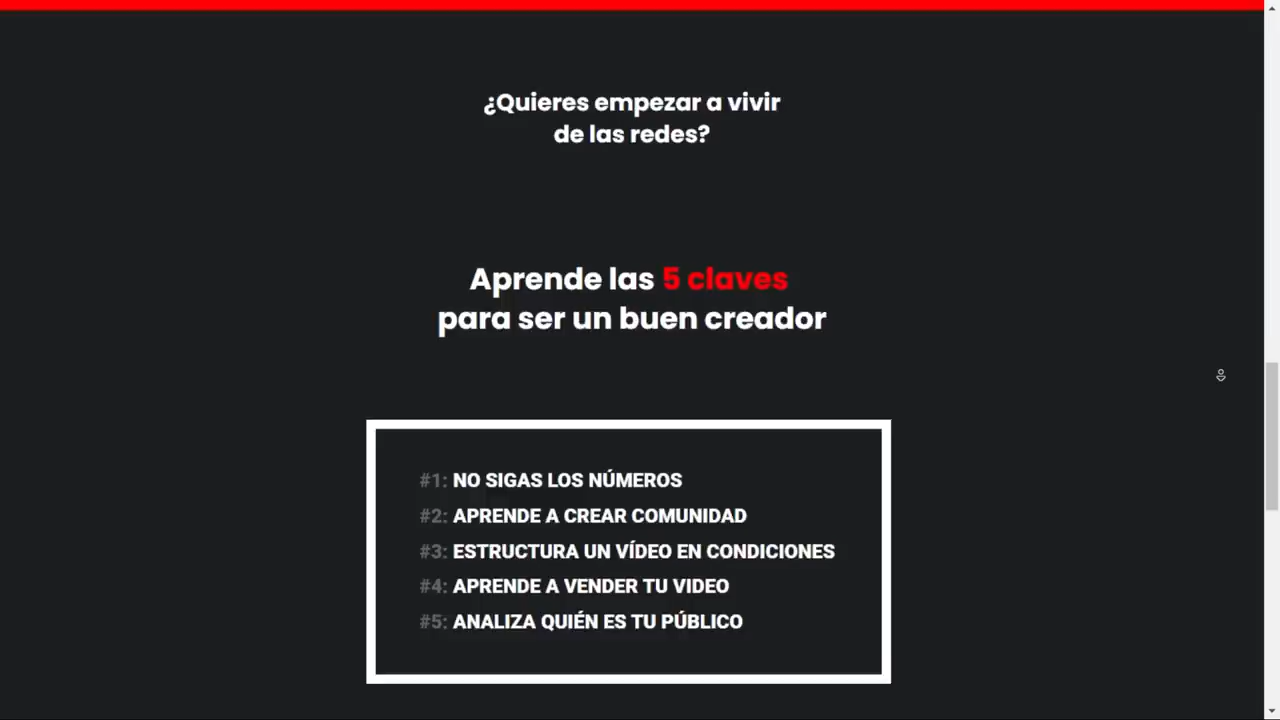 ¿Quieres empezar a vivir
de las redes?
Aprende las 5 claves
para ser un buen creador
#1: NO SIGAS LOS NÚMEROS
#2: APRENDE A CREAR COMUNIDAD
#3: ESTRUCTURA UN VÍDEO EN CONDICIONES
#4: APRENDE A VENDER TU VIDEO
#5: ANALIZA QUIÉN ES TU PÚBLICO